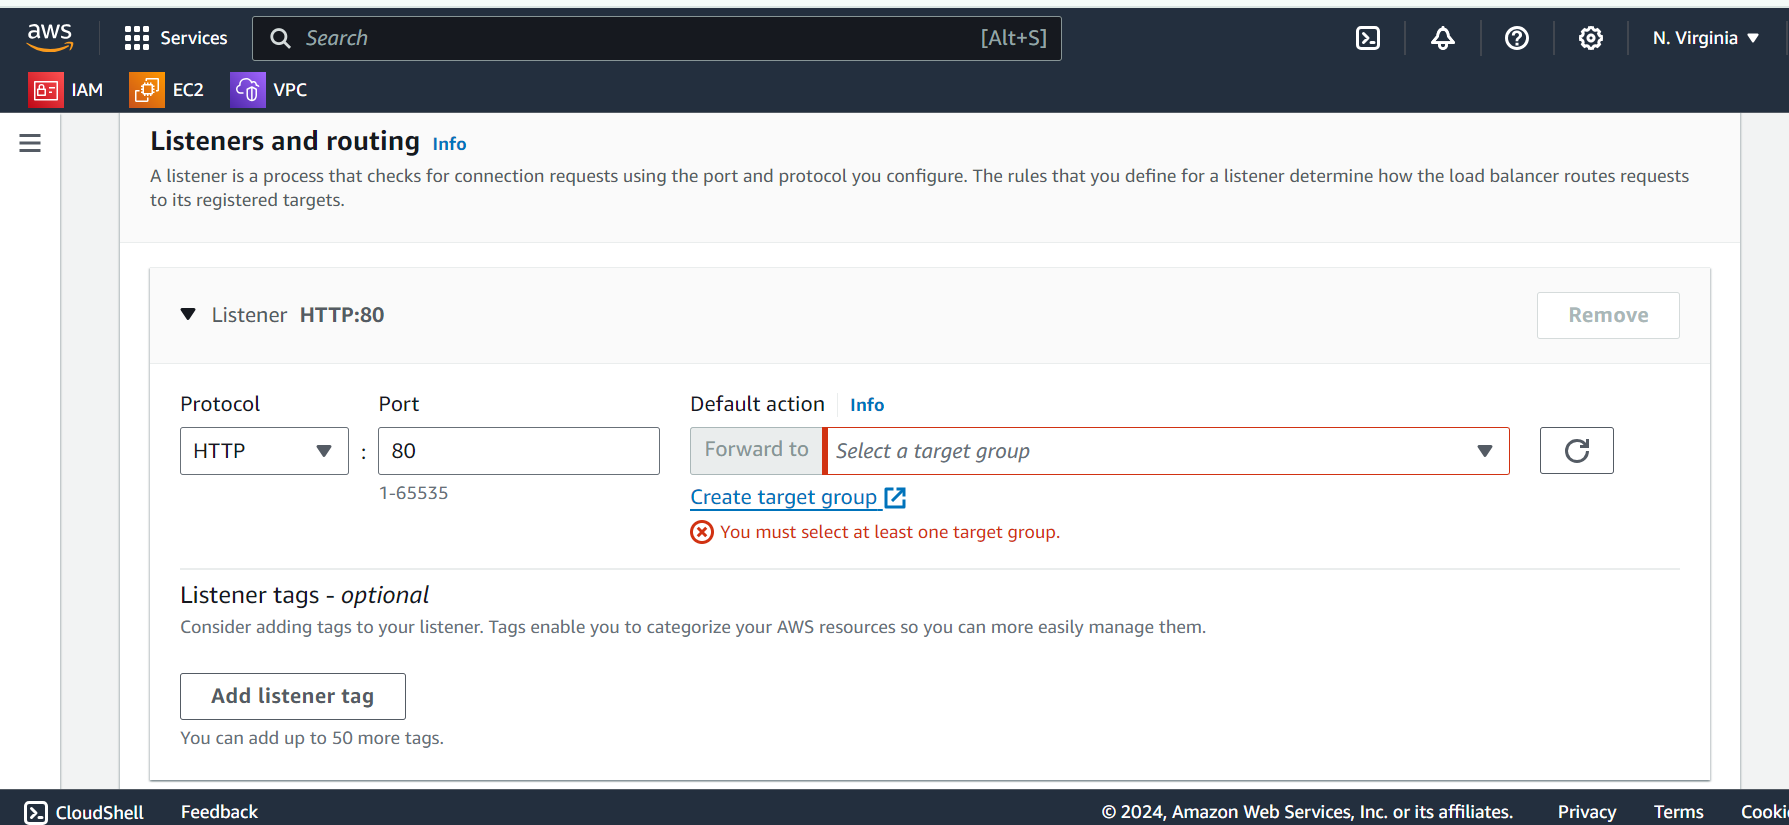 aws
Services
Search [Alt+S]
N. Virginia
IAM EC2 VPC
Listeners and routing Info
A listener is a process that checks for connection requests using the port and protocol you configure. The rules that you define for a listener determine how the load balancer routes requests
to its registered targets.
Listener HTTP:80
Remove
Protocol Port Default action Info
HTTP : 80 Forward to Select a target group
1-65535
Create target group
You must select at least one target group.
Listener tags - optional
Consider adding tags to your listener. Tags enable you to categorize your AWS resources so you can more easily manage them.
Add listener tag
You can add up to 50 more tags.
CloudShell Feedback © 2024, Amazon Web Services, Inc. or its affiliates. Privacy Terms Cooki